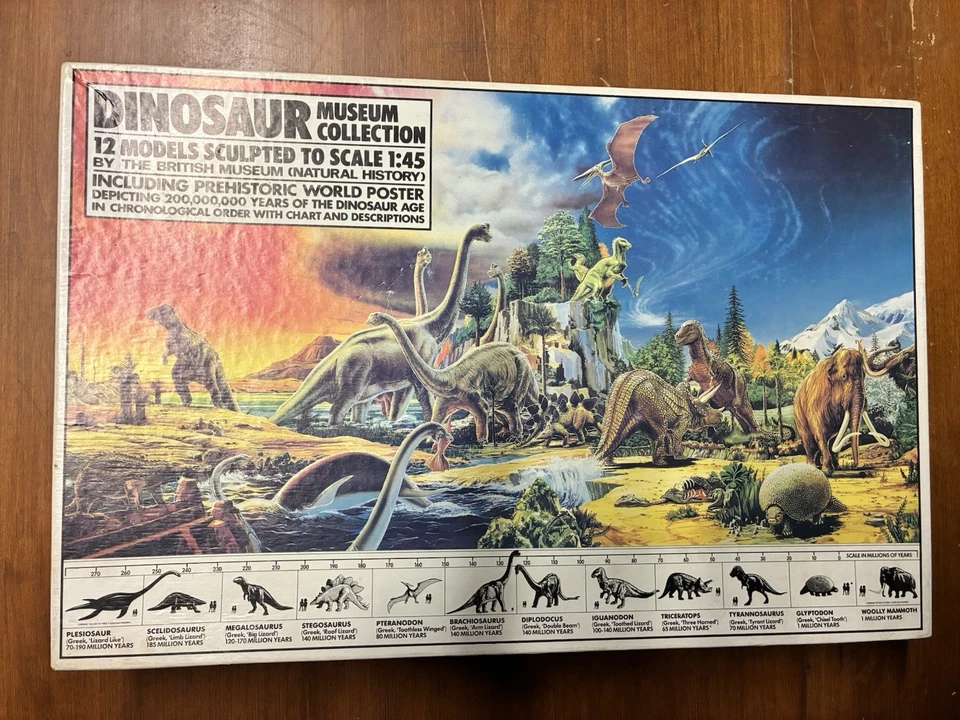 DINOSAUR MUSEUM COLLECTION
12 MODELS SCULPTED TO SCALE 1:45
BY THE BRITISH MUSEUM (NATURAL HISTORY)
INCLUDING PREHISTORIC WORLD POSTER
DEPICTING 200,000,000 YEARS OF THE DINOSAUR AGE
IN CHRONOLOGICAL ORDER WITH CHART AND DESCRIPTIONS
270 260 250 240 230 220 210 200 190 180 170 160 150 140 130 120 110 100 90 80 70 60 50 40 30 20 10 0 SCALE IN MILLIONS OF YEARS
PLESIOSAUR
(Greek, 'Lizard Like')
70-190 MILLION YEARS
SCELIDOSAURUS
(Greek, 'Limb Lizard')
185 MILLION YEARS
MEGALOSAURUS
(Greek, 'Big Lizard')
120-170 MILLION YEARS
STEGOSAURUS
(Greek, 'Roof Lizard')
140 MILLION YEARS
PTERANODON
(Greek, 'Toothless Winged')
80 MILLION YEARS
BRACHIOSAURUS
(Greek, 'Arm Lizard')
140 MILLION YEARS
DIPLODOCUS
(Greek, 'Double Beam')
140 MILLION YEARS
IGUANODON
(Greek, 'Toothed Lizard')
100-140 MILLION YEARS
TRICERATOPS
(Greek, 'Three Horned')
65 MILLION YEARS
TYRANNOSAURUS
(Greek, 'Tyrant Lizard')
70 MILLION YEARS
GLYPTODON
(Greek, 'Chisel Tooth')
1 MILLION YEARS
WOOLLY MAMMOTH
1 MILLION YEARS